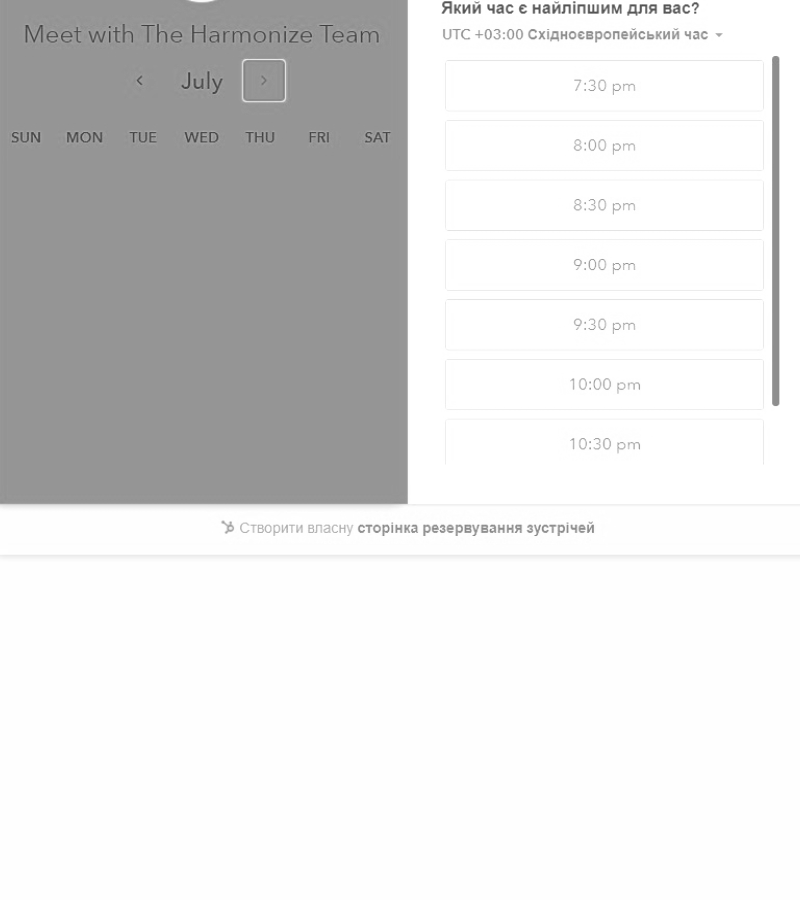 Meet with The Harmonize Team
July
SUN MON TUE WED THU FRI SAT
Який час є найліпшим для вас?
UTC +03:00 Східноєвропейський час
7:30 pm
8:00 pm
8:30 pm
9:00 pm
9:30 pm
10:00 pm
10:30 pm
Створити власну сторінка резервування зустрічей